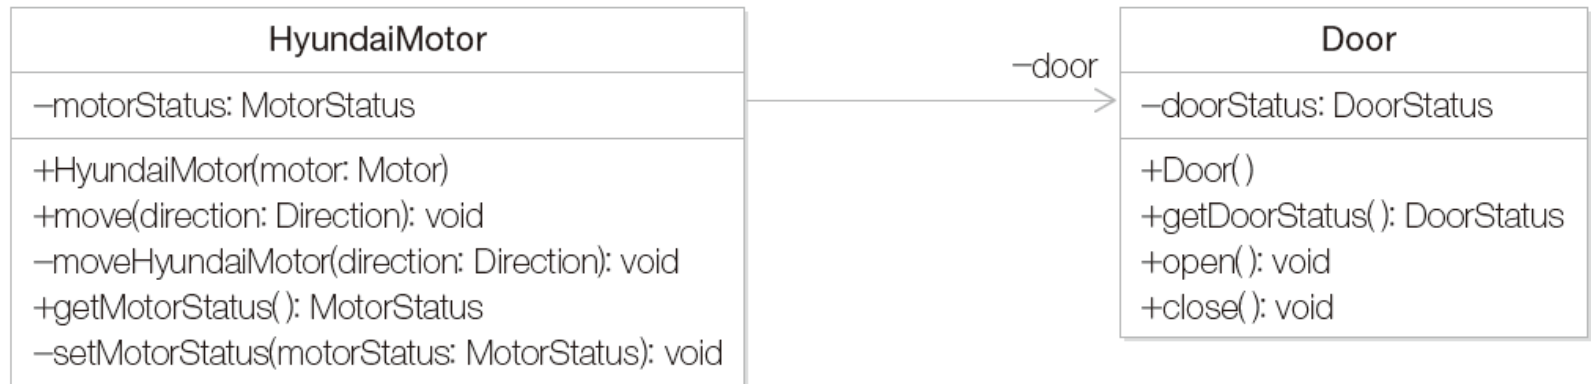 HyundaiMotor
–motorStatus: MotorStatus
+HyundaiMotor(motor: Motor)
+move(direction: Direction): void
–moveHyundaiMotor(direction: Direction): void
+getMotorStatus(): MotorStatus
–setMotorStatus(motorStatus: MotorStatus): void
–door
Door
–doorStatus: DoorStatus
+Door()
+getDoorStatus(): DoorStatus
+open(): void
+close(): void